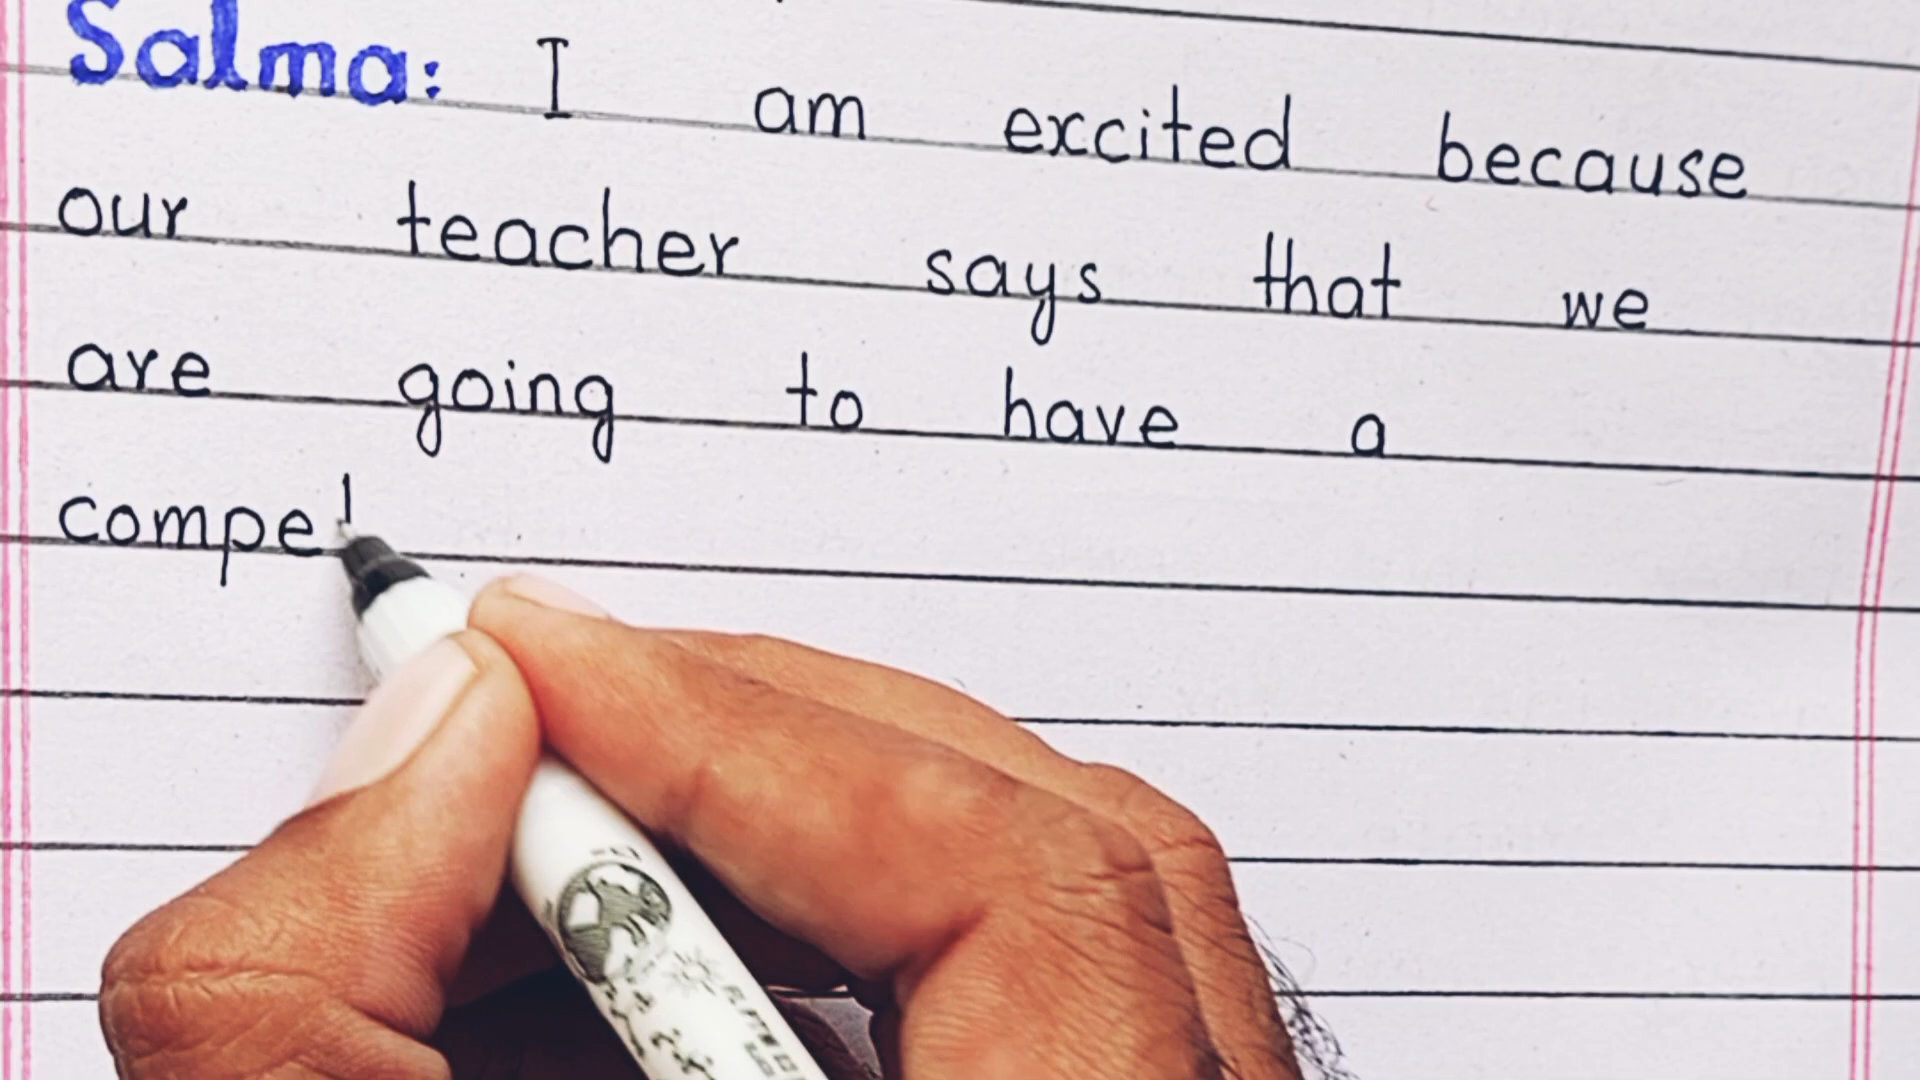 Salma: I am excited because
our teacher says that we
are going to have a
compe